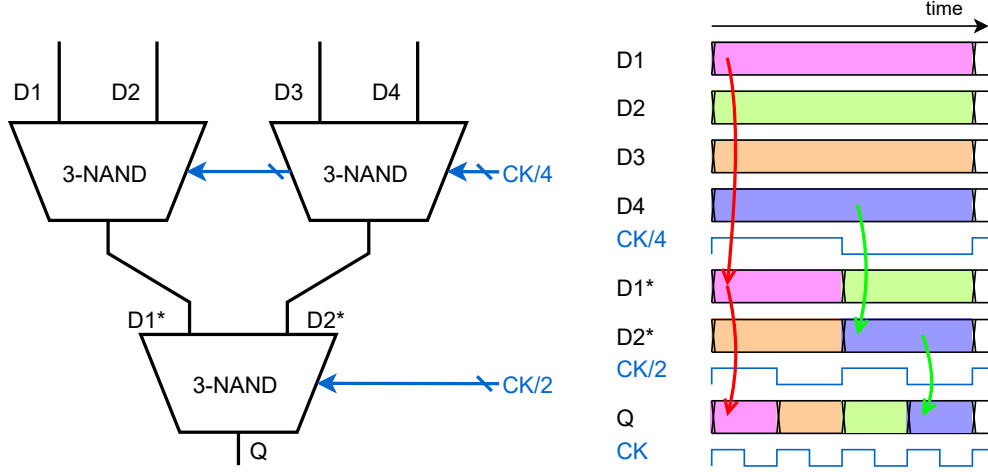 D1
D2
D3
D4
3-NAND
3-NAND
CK/4
D1*
D2*
3-NAND
CK/2
Q
time
D1
D2
D3
D4
CK/4
D1*
D2*
CK/2
Q
CK